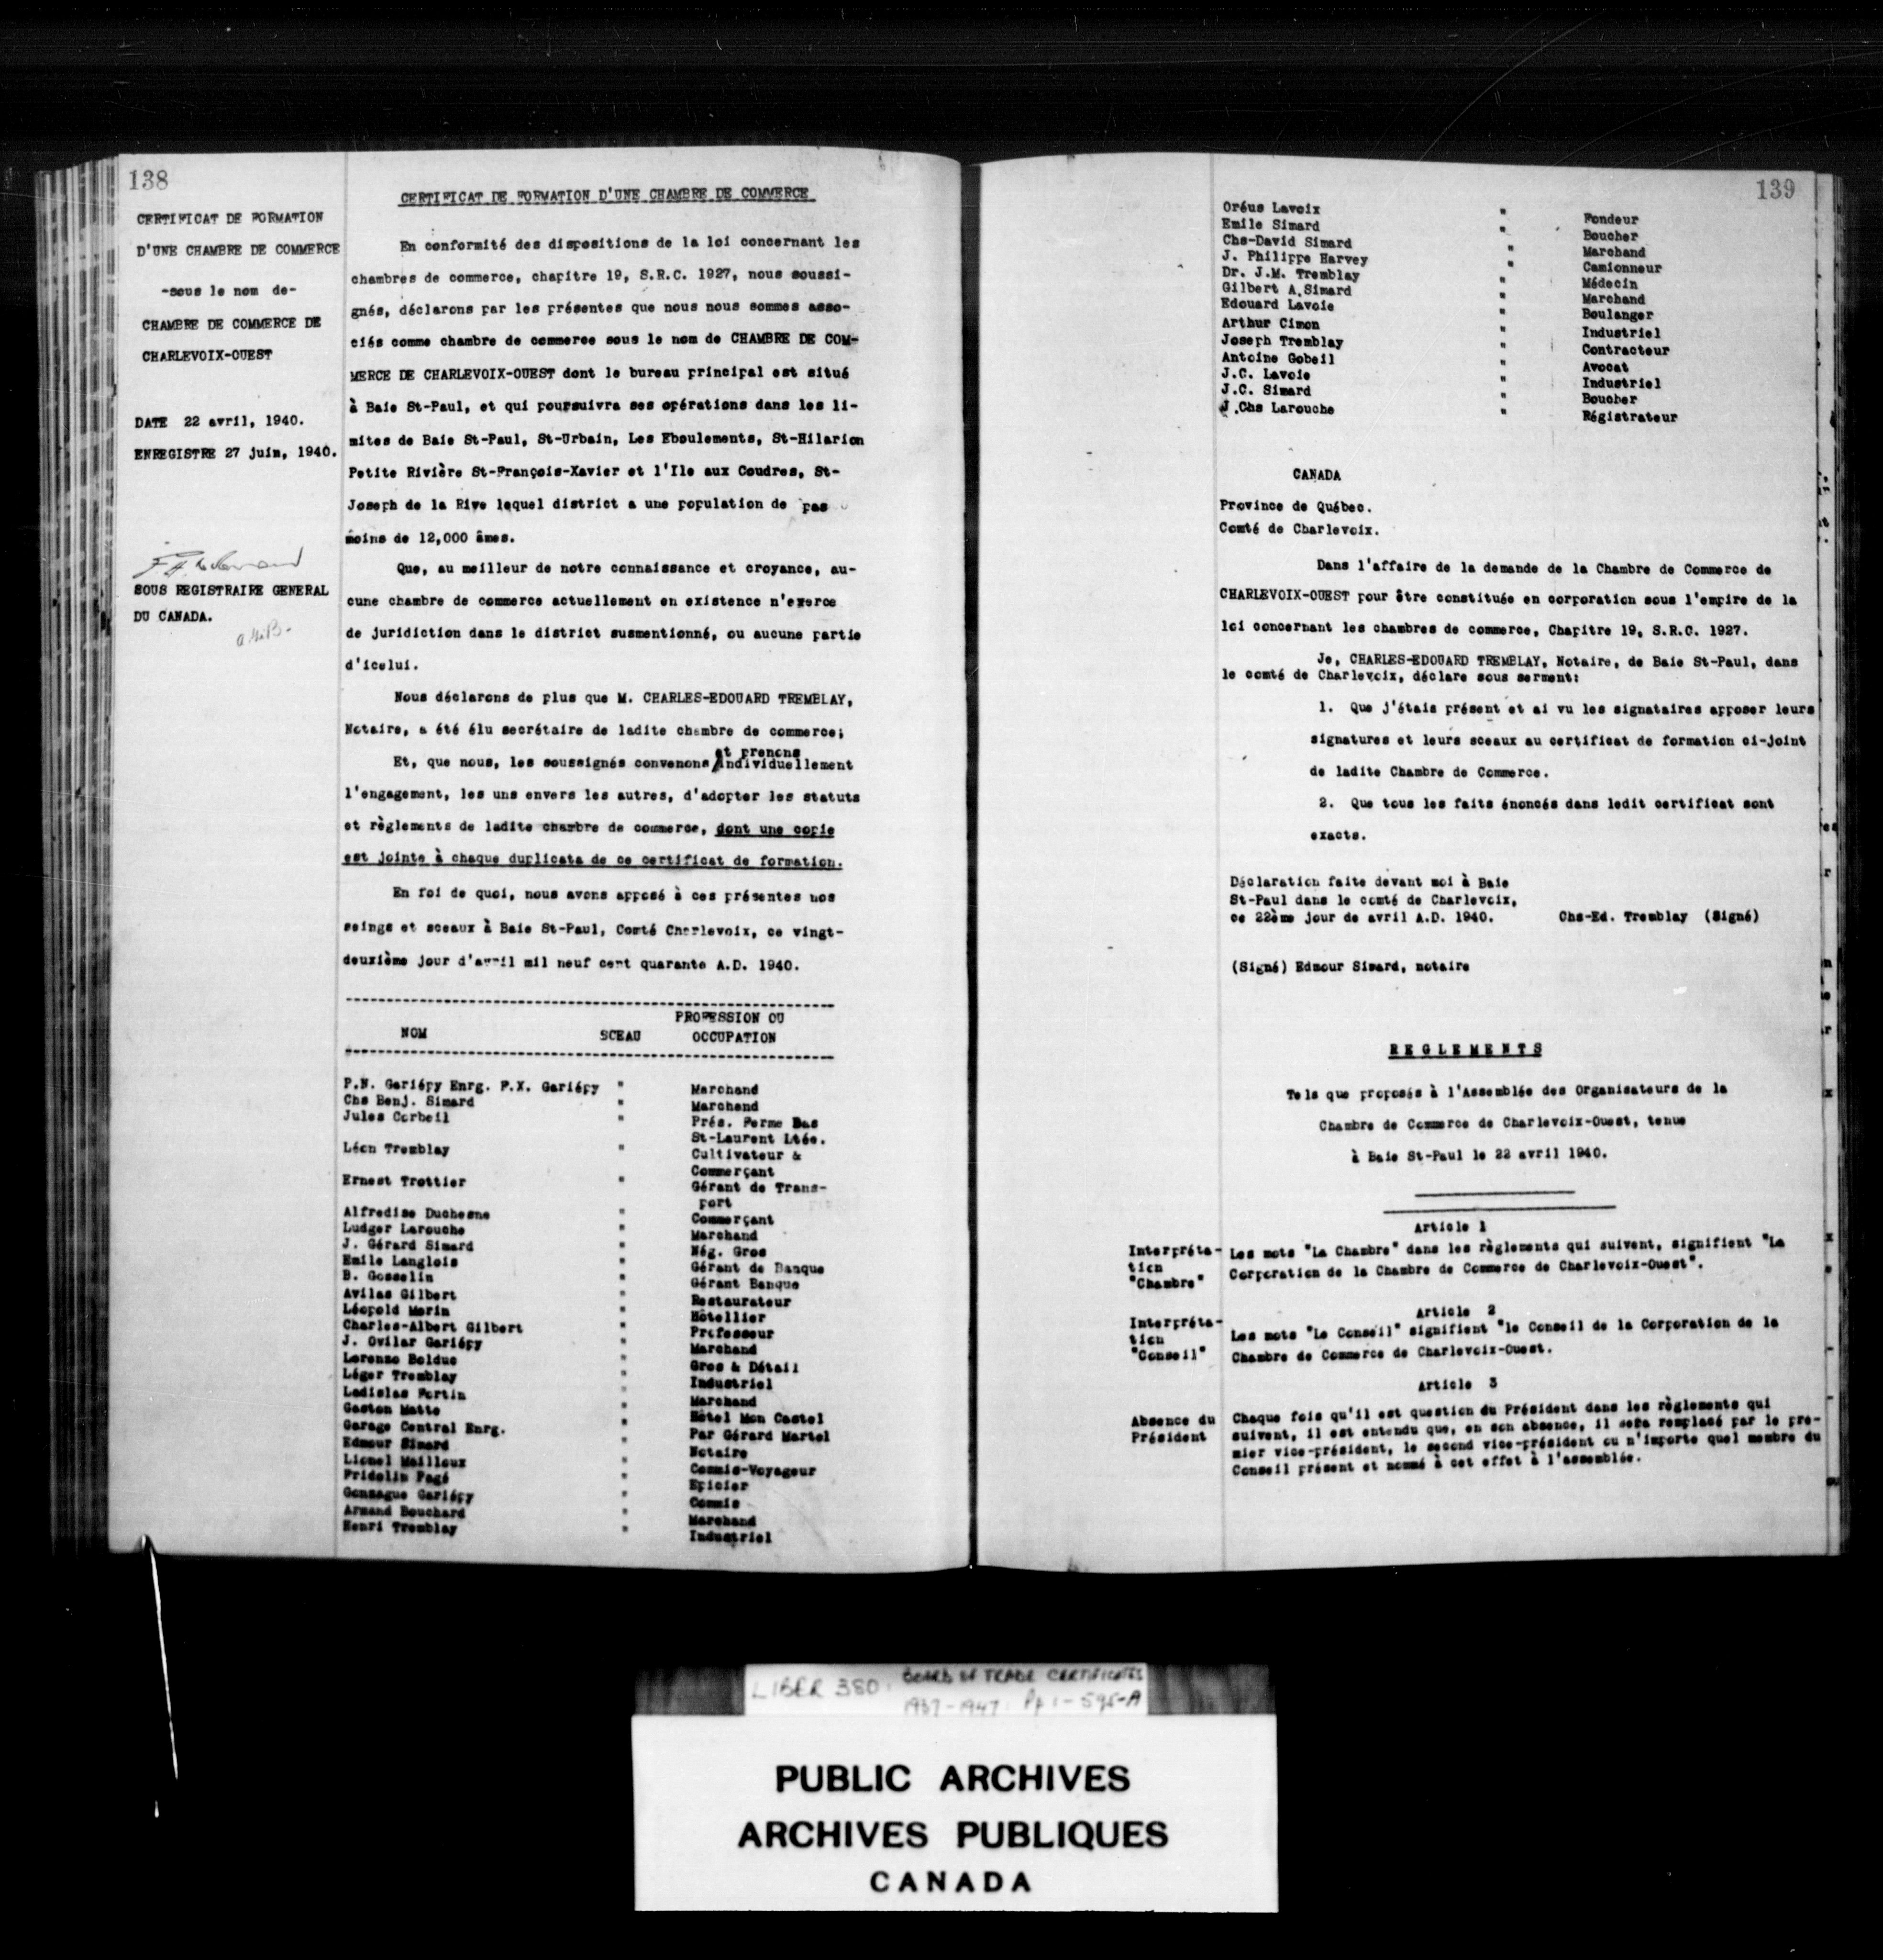 138
CERTIFICAT DE FORMATION
D'UNE CHAMBRE DE COMMERCE
-sous le nom de-
CHAMBRE DE COMMERCE DE
CHARLEVOIX-OUEST
DATE 22 avril, 1940.
ENREGISTRE 27 juin, 1940.
SOUS REGISTRAIRE GENERAL
DU CANADA.
CERTIFICAT DE FORMATION D'UNE CHAMBRE DE COMMERCE
En conformité des dispositions de la loi concernant les
chambres de commerce, chapitre 19, S.R.C. 1927, nous soussi-
gnés, déclarons par les présentes que nous nous sommes asso-
ciés comme chambre de commerce sous le nom de CHAMBRE DE COM-
MERCE DE CHARLEVOIX-OUEST dont le bureau principal est situé
à Baie St-Paul, et qui poursuivra ses opérations dans les li-
mites de Baie St-Paul, St-Urbain, Les Eboulements, St-Hilarion
Petite Rivière St-François-Xavier et l'Ile aux Coudres, St-
Joseph de la Rive lequel district a une population de pas
moins de 12,000 âmes.
Que, au meilleur de notre connaissance et croyance, au-
cune chambre de commerce actuellement en existence n'exerce
de juridiction dans le district susmentionné, ou aucune partie
d'icelui.
Nous déclarons de plus que M. CHARLES-EDOUARD TREMBLAY,
Notaire, a été élu secrétaire de ladite chambre de commerce;
et prenons
Et, que nous, les soussignés convenons individuellement
l'engagement, les uns envers les autres, d'adopter les statuts
et règlements de ladite chambre de commerce, dont une copie
est jointe à chaque duplicata de ce certificat de formation.
En foi de quoi, nous avons apposé à ces présentes nos
seings et sceaux à Baie St-Paul, Comté Charlevoix, ce vingt-
deuxième jour d'avril mil neuf cent quarante A.D. 1940.
PROFESSION OU
NOM SCEAU OCCUPATION
P.N. Gariépy Enrg. F.X. Gariépy " Marchand
Chs Benj. Simard " Marchand
Jules Corbeil " Prés. Ferme Bas
St-Laurent Ltée.
Léon Tremblay " Cultivateur &
Commerçant
Ernest Trottier " Gérant de Trans-
port
Alfredise Duchesne " Commerçant
Ludger Larouche " Marchand
J. Gérard Simard " Nég. Gros
Emile Langlois " Gérant de Banque
B. Gosselin " Gérant Banque
Avilas Gilbert " Restaurateur
Léopold Morin " Hôtellier
Charles-Albert Gilbert " Professeur
J. Ovilar Gariépy " Marchand
Lorenzo Bolduc " Gros & Détail
Léger Tremblay " Industriel
Ladislas Fortin " Marchand
Gaston Matte " Hôtel Mon Castel
Garage Central Enrg. " Par Gérard Martel
Edmour Simard " Notaire
Lionel Mailloux " Commis-Voyageur
Fridolin Pagé " Epicier
Gonzague Gariépy " Commis
Armand Bouchard " Marchand
Henri Tremblay " Industriel
139
Oréus Lavoix " Fondeur
Emile Simard " Boucher
Chs-David Simard " Marchand
J. Philippe Harvey " Camionneur
Dr. J.M. Tremblay " Médecin
Gilbert A.Simard " Marchand
Edouard Lavoie " Boulanger
Arthur Cimon " Industriel
Joseph Tremblay " Contracteur
Antoine Gobeil " Avocat
J.C. Lavoie " Industriel
J.C. Simard " Boucher
J.Chs Larouche " Régistrateur
CANADA
Province de Québec.
Comté de Charlevoix.
Dans l'affaire de la demande de la Chambre de Commerce de
CHARLEVOIX-OUEST pour être constituée en corporation sous l'empire de la
loi concernant les chambres de commerce, Chapitre 19, S.R.C. 1927.
Je, CHARLES-EDOUARD TREMBLAY, Notaire, de Baie St-Paul, dans
le comté de Charlevoix, déclare sous serment:
1. Que j'étais présent et ai vu les signataires apposer leurs
signatures et leurs sceaux au certificat de formation ci-joint
de ladite Chambre de Commerce.
2. Que tous les faits énoncés dans ledit certificat sont
exacts.
Déclaration faite devant moi à Baie
St-Paul dans le comté de Charlevoix,
ce 22ème jour de avril A.D. 1940. Chs-Ed. Tremblay (Signé)
(Signé) Edmour Simard, notaire
REGLEMENTS
Tels que proposés à l'Assemblée des Organisateurs de la
Chambre de Commerce de Charlevoix-Ouest, tenue
à Baie St-Paul le 22 avril 1940.
Article 1
Interpréta- Les mots "La Chambre" dans les règlements qui suivent, signifient "La
tion
"Chambre" Corporation de la Chambre de Commerce de Charlevoix-Ouest".
Article 2
Interpréta-
tion Les mots "Le Conseil" signifient "le Conseil de la Corporation de la
"Conseil" Chambre de Commerce de Charlevoix-Ouest.
Article 3
Absence du Chaque fois qu'il est question du Président dans les règlements qui
Président suivent, il est entendu que, en son absence, il sera remplacé par le pre-
mier vice-président, le second vice-président ou n'importe quel membre du
Conseil présent et nommé à cet effet à l'assemblée.
LIBER 380. BOARD OF TRADE CERTIFICATES
1937-1947. Pp 1-595-A
PUBLIC ARCHIVES
ARCHIVES PUBLIQUES
CANADA